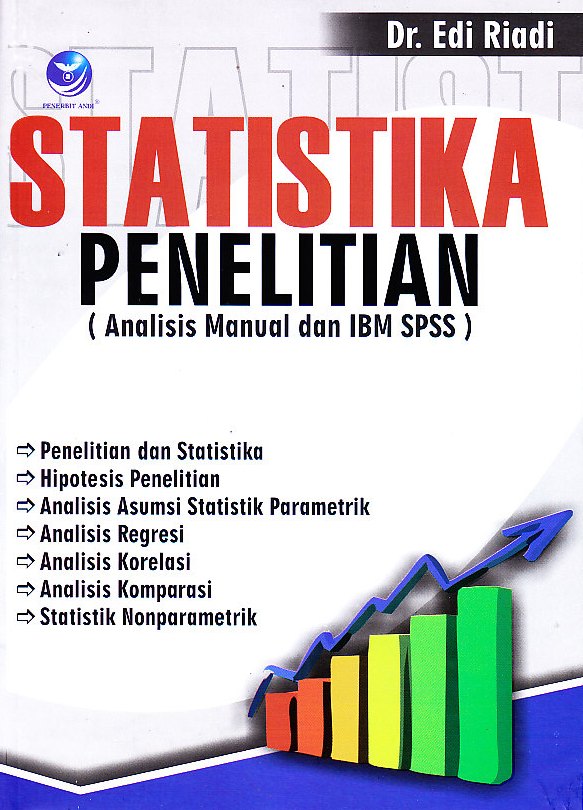 Dr. Edi Riadi
STATIST
PENERBIT ANDI®
STATISTIKA
PENELITIAN
( Analisis Manual dan IBM SPSS )
⇨ Penelitian dan Statistika
⇨ Hipotesis Penelitian
⇨ Analisis Asumsi Statistik Parametrik
⇨ Analisis Regresi
⇨ Analisis Korelasi
⇨ Analisis Komparasi
⇨ Statistik Nonparametrik